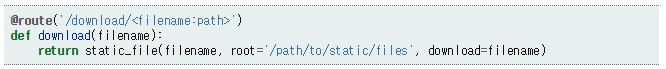 @route('/download/<filename:path>')
def download(filename):
    return static_file(filename, root='/path/to/static/files', download=filename)